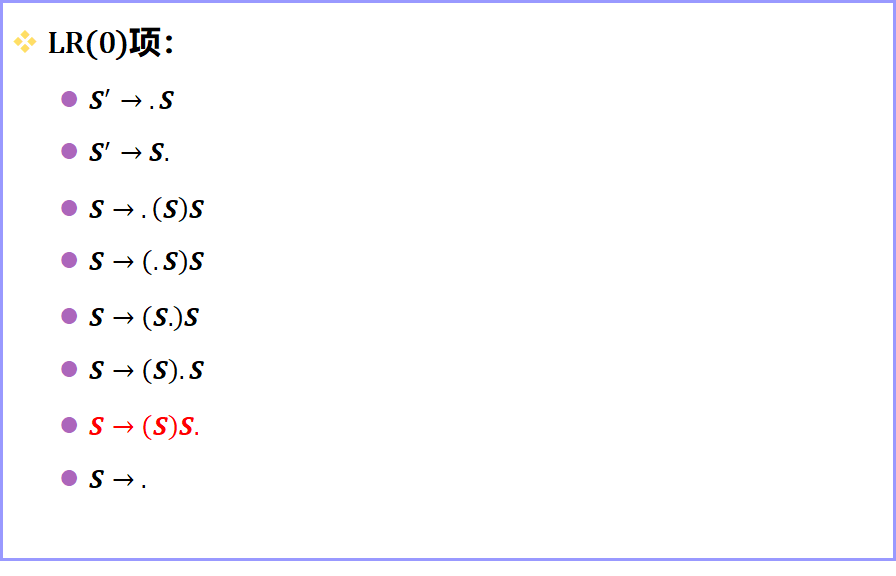 LR(0)项：
S′ → . S
S′ → S.
S → . (S)S
S → (. S)S
S → (S.)S
S → (S). S
S → (S)S.
S → .